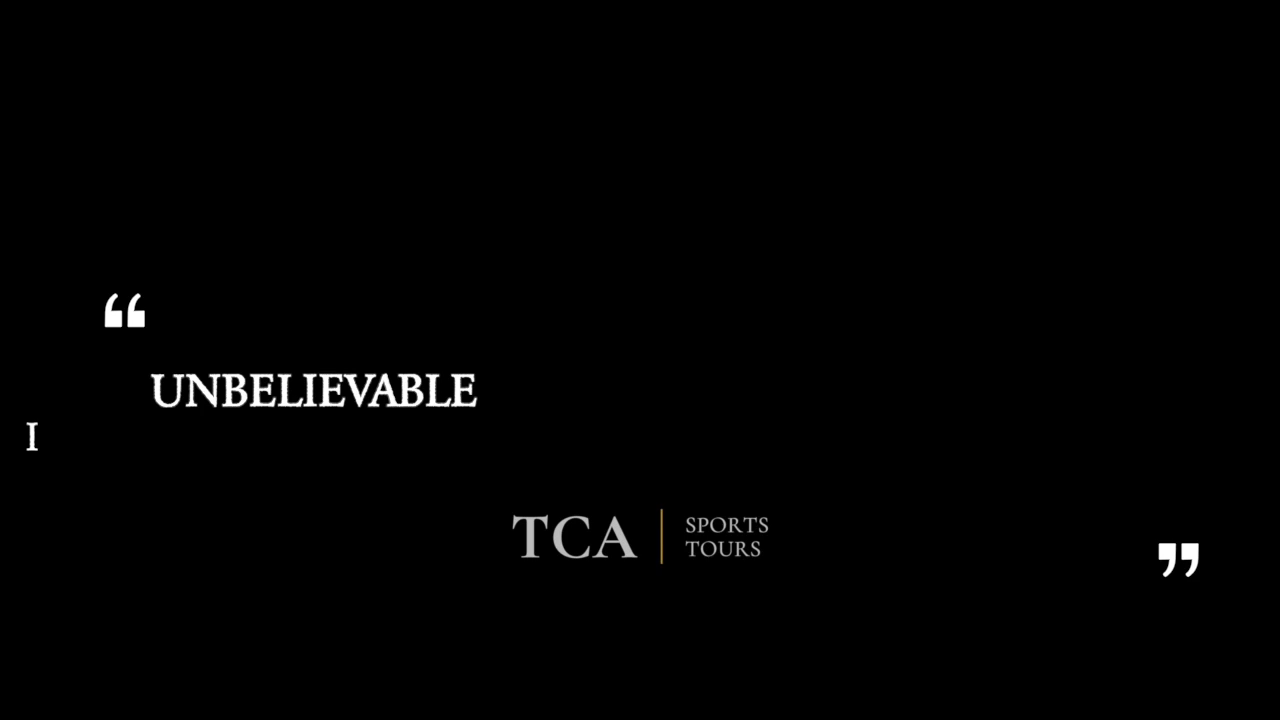 “
UNBELIEVABLE
I
TCA
SPORTS
TOURS
”